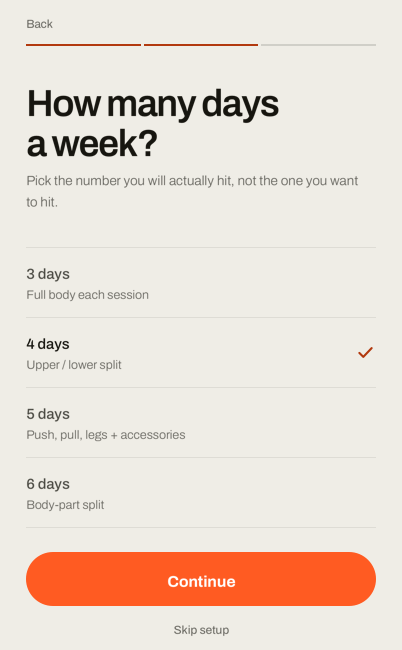 Back
How many days
a week?
Pick the number you will actually hit, not the one you want
to hit.
3 days
Full body each session
4 days
Upper / lower split
5 days
Push, pull, legs + accessories
6 days
Body-part split
Continue
Skip setup